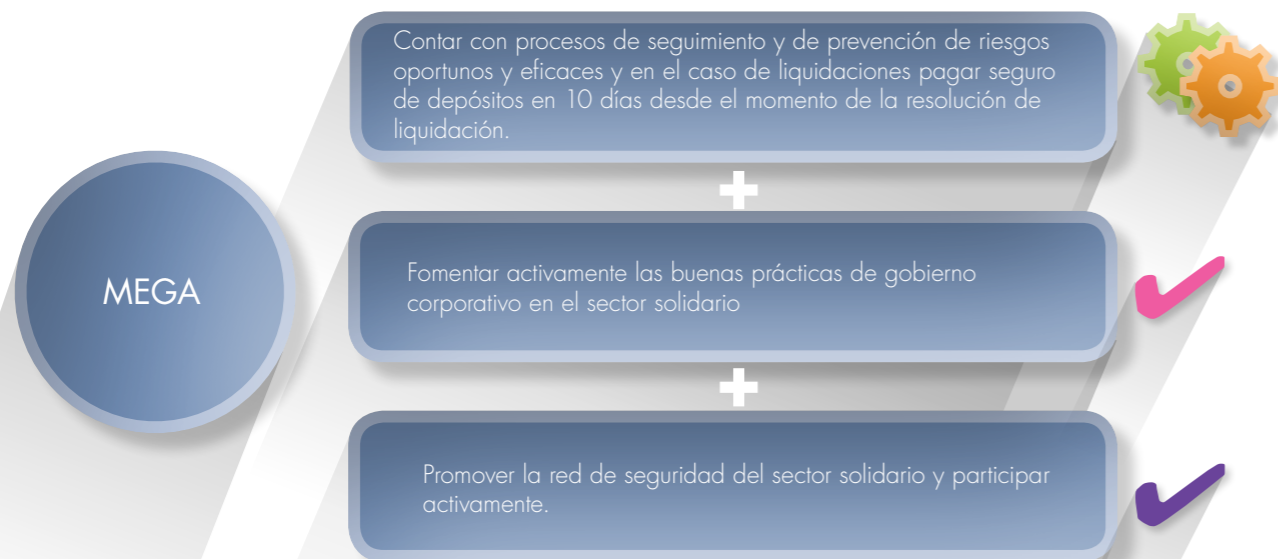 Contar con procesos de seguimiento y de prevención de riesgos
oportunos y eficaces y en el caso de liquidaciones pagar seguro
de depósitos en 10 días desde el momento de la resolución de
liquidación.
MEGA
Fomentar activamente las buenas prácticas de gobierno
corporativo en el sector solidario
Promover la red de seguridad del sector solidario y participar
activamente.